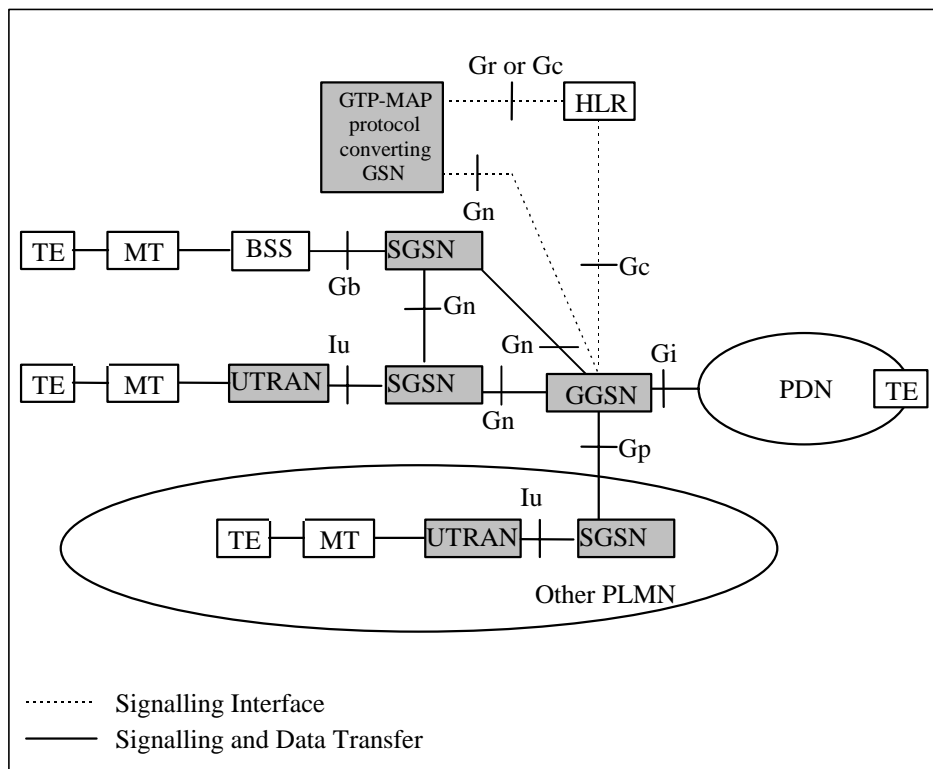 Gr or Gc
GTP-MAP
protocol
converting
GSN
HLR
Gn
TE
MT
BSS
SGSN
Gb
Gc
Gn
Gn
Iu
Gi
TE
MT
UTRAN
SGSN
Gn
GGSN
PDN
TE
Gp
Iu
TE
MT
UTRAN
SGSN
Other PLMN
Signalling Interface
Signalling and Data Transfer